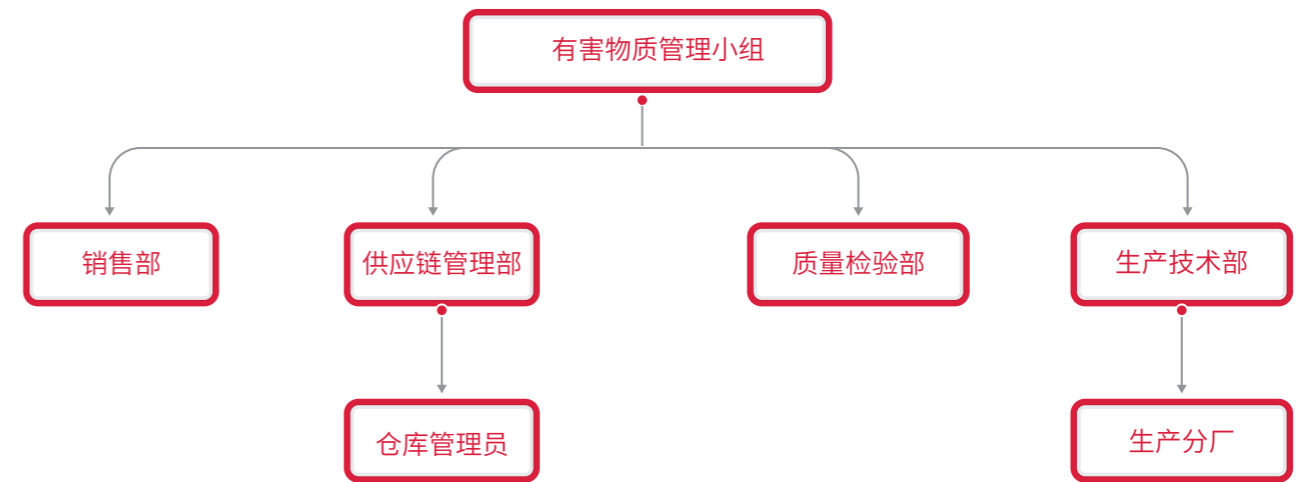 有害物质管理小组
销售部
供应链管理部
质量检验部
生产技术部
仓库管理员
生产分厂